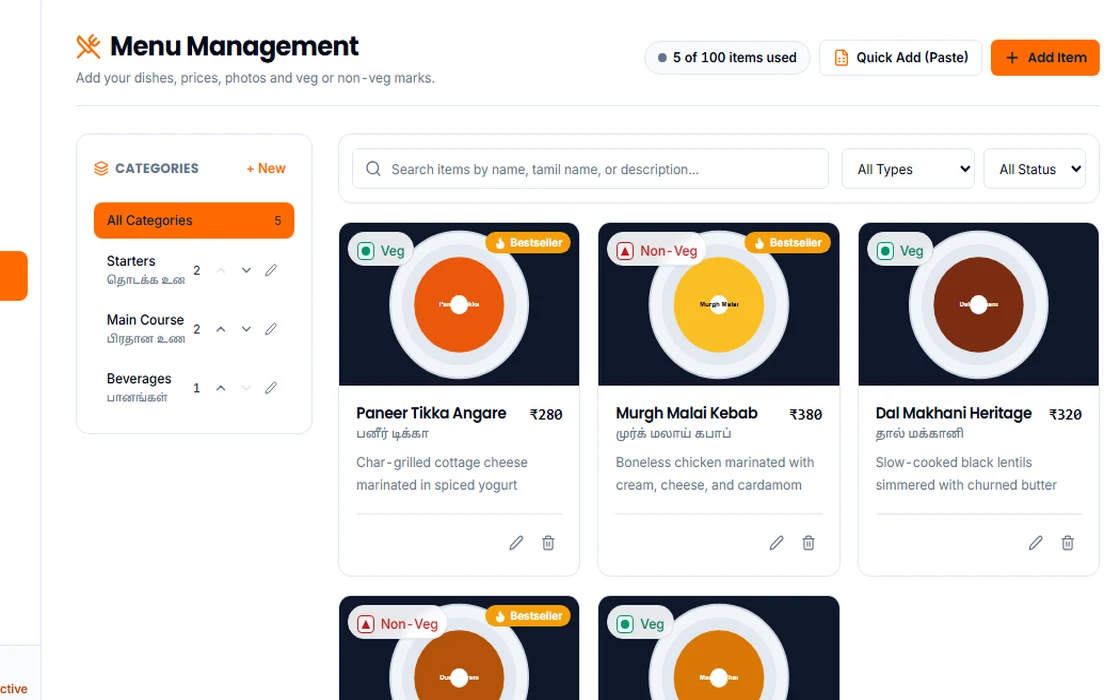 Menu Management
Add your dishes, prices, photos and veg or non-veg marks.
5 of 100 items used
Quick Add (Paste)
+ Add Item
CATEGORIES
+ New
All Categories 5
Starters
தொடக்க உண
2
Main Course
பிரதான உண
2
Beverages
பானங்கள்
1
Search items by name, tamil name, or description...
All Types
All Status
Veg
Bestseller
Paneer Tikka Angare ₹280
பனீர் டிக்கா
Char-grilled cottage cheese
marinated in spiced yogurt
Non-Veg
Bestseller
Murgh Malai
Murgh Malai Kebab ₹380
முர்க் மலாய் கபாப்
Boneless chicken marinated with
cream, cheese, and cardamom
Veg
Dal Makhani Heritage ₹320
தால் மக்கானி
Slow-cooked black lentils
simmered with churned butter
Non-Veg
Bestseller
Veg
ctive